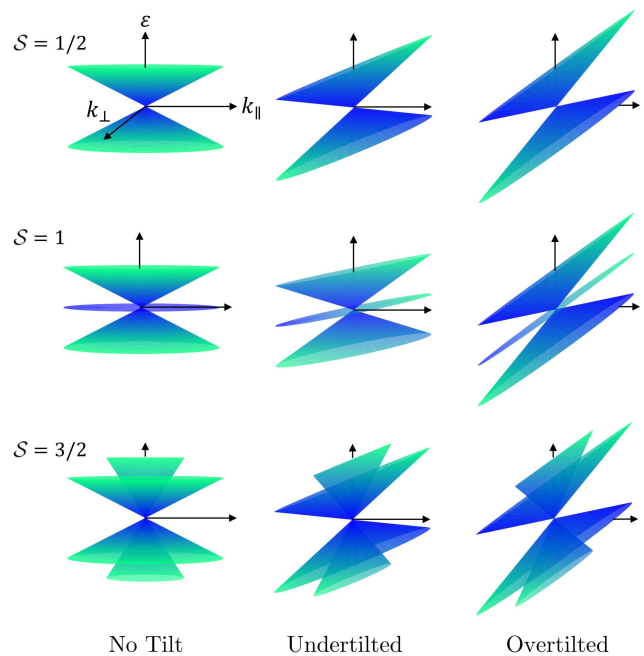 𝒮 = 1/2
ε
k⊥
k∥
𝒮 = 1
𝒮 = 3/2
No Tilt Undertilted Overtilted